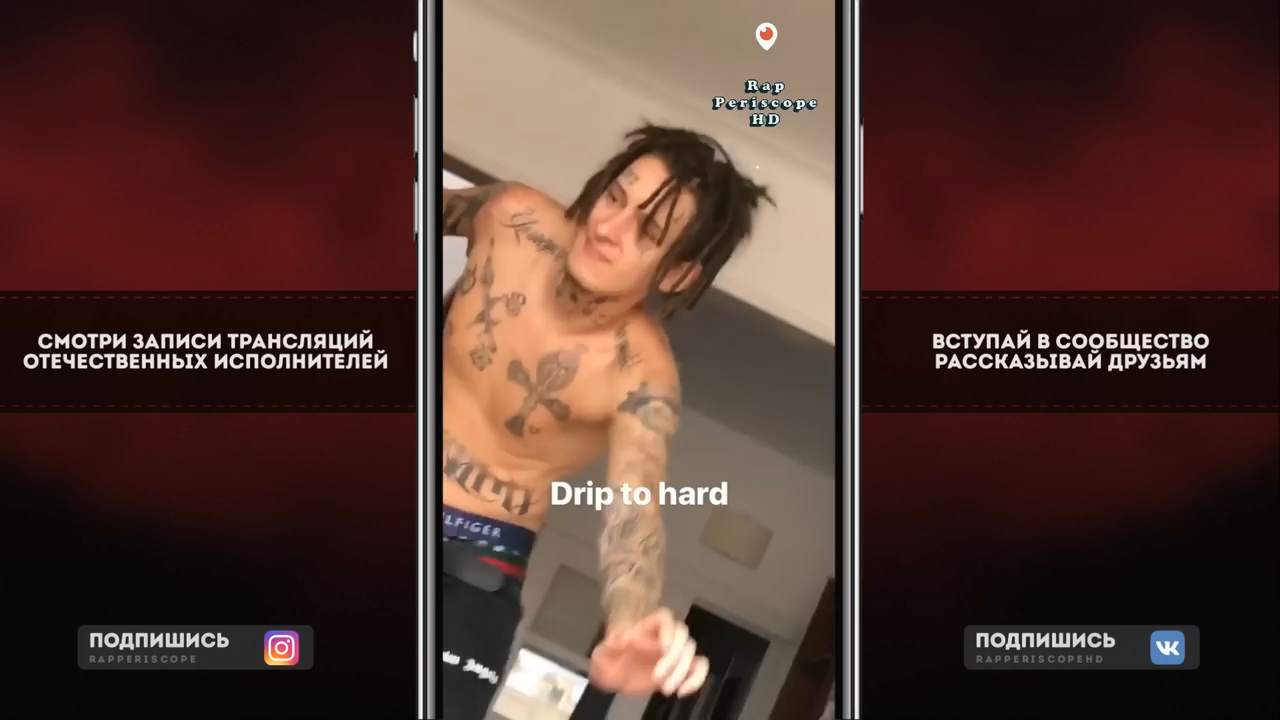 Rap
Periscope
HD
СМОТРИ ЗАПИСИ ТРАНСЛЯЦИЙ
ОТЕЧЕСТВЕННЫХ ИСПОЛНИТЕЛЕЙ
ВСТУПАЙ В СООБЩЕСТВО
РАССКАЗЫВАЙ ДРУЗЬЯМ
Drip to hard
LFIGER
ПОДПИШИСЬ
RAPPERISCOPE
ПОДПИШИСЬ
RAPPERISCOPEHD